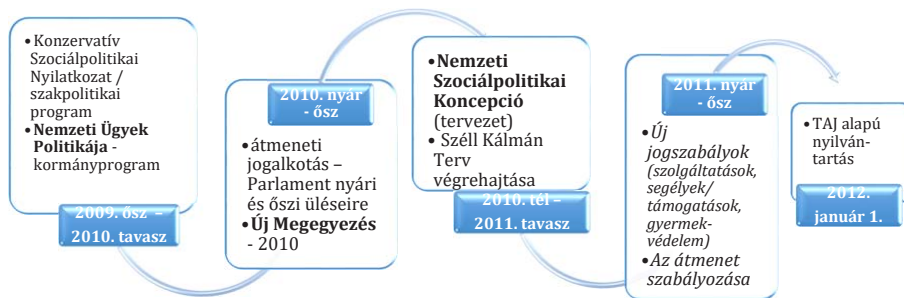 • Konzervatív
Szociálpolitikai
Nyilatkozat /
szakpolitikai
program
• Nemzeti Ügyek
Politikája -
kormányprogram
2009. ősz –
2010. tavasz
2010. nyár
- ősz
• átmeneti
jogalkotás –
Parlament nyári
és őszi üléseire
• Új Megegyezés
- 2010
• Nemzeti
Szociálpolitikai
Koncepció
(tervezet)
• Széll Kálmán
Terv
végrehajtása
2010. tél –
2011. tavasz
2011. nyár
- ősz
• Új
jogszabályok
(szolgáltatások,
segélyek/
támogatások,
gyermek-
védelem)
• Az átmenet
szabályozása
• TAJ alapú
nyilván-
tartás
2012.
január 1.